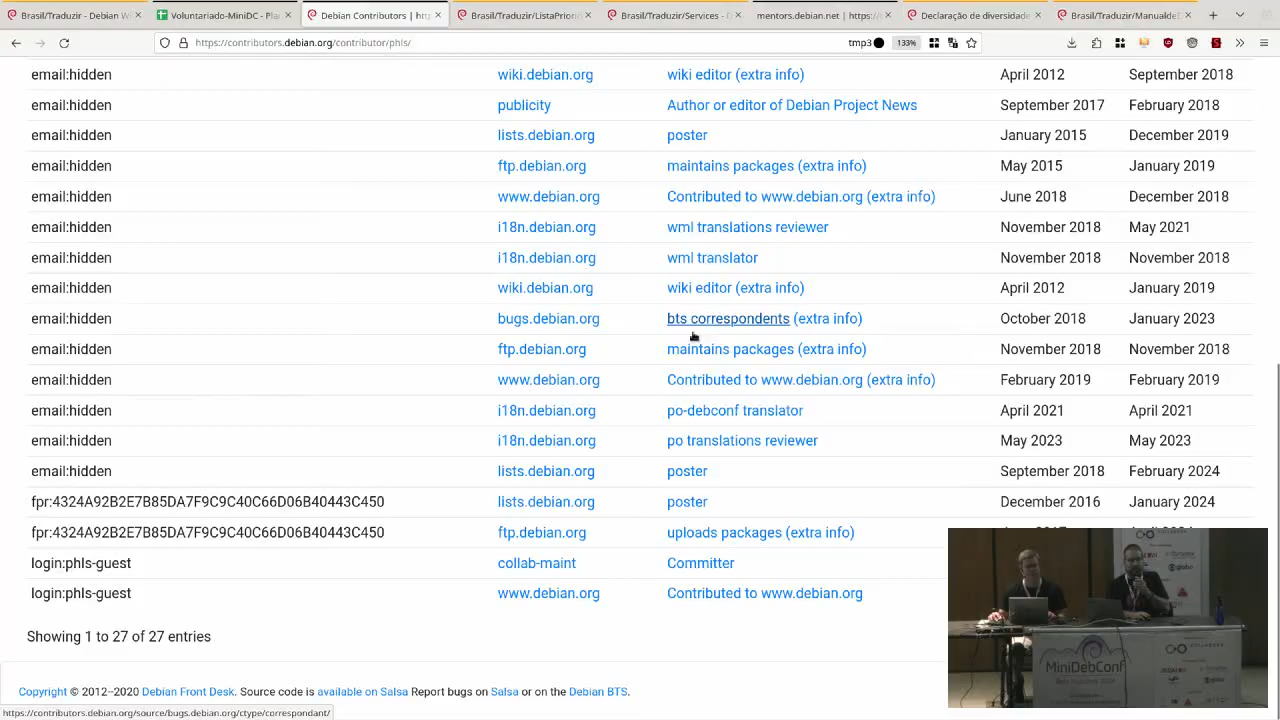 Brasil/Traduzir - Debian W
Voluntariado-MiniDC - Pla
Debian Contributors | htt
Brasil/Traduzir/ListaPriorit
Brasil/Traduzir/Services - D
mentors.debian.net | https:/
Declaração de diversidade
Brasil/Traduzir/ManualdeB
https://contributors.debian.org/contributor/phls/
tmp3
133%
email:hidden wiki.debian.org wiki editor (extra info) April 2012 September 2018
email:hidden publicity Author or editor of Debian Project News September 2017 February 2018
email:hidden lists.debian.org poster January 2015 December 2019
email:hidden ftp.debian.org maintains packages (extra info) May 2015 January 2019
email:hidden www.debian.org Contributed to www.debian.org (extra info) June 2018 December 2018
email:hidden i18n.debian.org wml translations reviewer November 2018 May 2021
email:hidden i18n.debian.org wml translator November 2018 November 2018
email:hidden wiki.debian.org wiki editor (extra info) April 2012 January 2019
email:hidden bugs.debian.org bts correspondents (extra info) October 2018 January 2023
email:hidden ftp.debian.org maintains packages (extra info) November 2018 November 2018
email:hidden www.debian.org Contributed to www.debian.org (extra info) February 2019 February 2019
email:hidden i18n.debian.org po-debconf translator April 2021 April 2021
email:hidden i18n.debian.org po translations reviewer May 2023 May 2023
email:hidden lists.debian.org poster September 2018 February 2024
fpr:4324A92B2E7B85DA7F9C9C40C66D06B40443C450 lists.debian.org poster December 2016 January 2024
fpr:4324A92B2E7B85DA7F9C9C40C66D06B40443C450 ftp.debian.org uploads packages (extra info)
login:phls-guest collab-maint Committer
login:phls-guest www.debian.org Contributed to www.debian.org
Showing 1 to 27 of 27 entries
Copyright © 2012--2020 Debian Front Desk. Source code is available on Salsa Report bugs on Salsa or on the Debian BTS.
https://contributors.debian.org/source/bugs.debian.org/ctype/correspondant/
globo
MiniDebConf